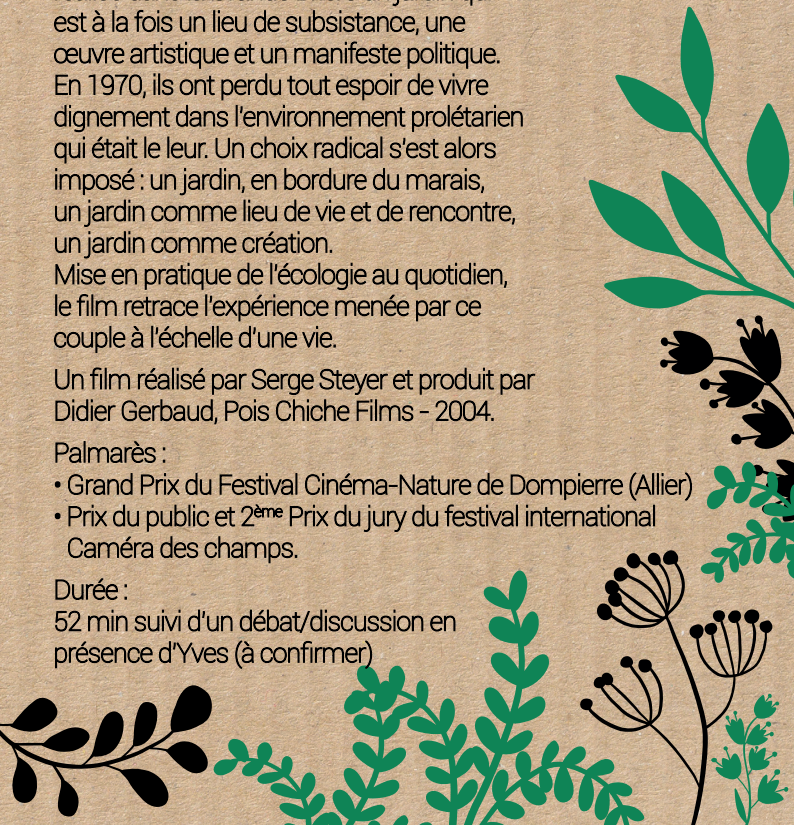 est à la fois un lieu de subsistance, une
œuvre artistique et un manifeste politique.
En 1970, ils ont perdu tout espoir de vivre
dignement dans l'environnement prolétarien
qui était le leur. Un choix radical s'est alors
imposé : un jardin, en bordure du marais,
un jardin comme lieu de vie et de rencontre,
un jardin comme création.
Mise en pratique de l'écologie au quotidien,
le film retrace l'expérience menée par ce
couple à l'échelle d'une vie.
Un film réalisé par Serge Steyer et produit par
Didier Gerbaud, Pois Chiche Films - 2004.
Palmarès :
• Grand Prix du Festival Cinéma-Nature de Dompierre (Allier)
• Prix du public et 2ème Prix du jury du festival international
Caméra des champs.
Durée :
52 min suivi d'un débat/discussion en
présence d'Yves (à confirmer)